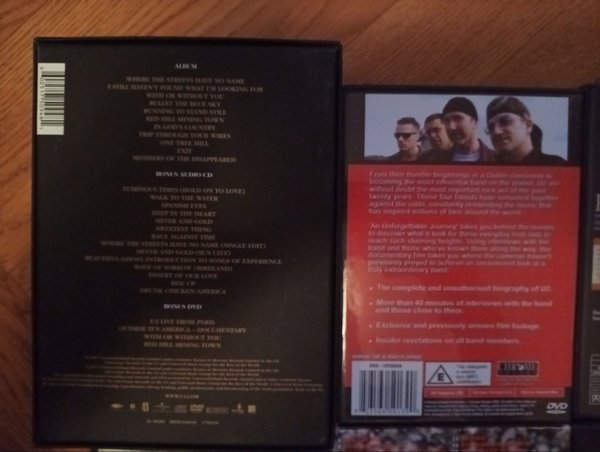 ALBUM
WHERE THE STREETS HAVE NO NAME
I STILL HAVEN'T FOUND WHAT I'M LOOKING FOR
WITH OR WITHOUT YOU
BULLET THE BLUE SKY
RUNNING TO STAND STILL
RED HILL MINING TOWN
IN GOD'S COUNTRY
TRIP THROUGH YOUR WIRES
ONE TREE HILL
EXIT
MOTHERS OF THE DISAPPEARED
BONUS AUDIO CD
LUMINOUS TIMES (HOLD ON TO LOVE)
WALK TO THE WATER
SPANISH EYES
DEEP IN THE HEART
SILVER AND GOLD
SWEETEST THING
RACE AGAINST TIME
WHERE THE STREETS HAVE NO NAME (SINGLE EDIT)
SILVER AND GOLD (SUN CITY)
BEAUTIFUL GHOST/INTRODUCTION TO SONGS OF EXPERIENCE
WAVE OF SORROW (BIRDLAND)
DESERT OF OUR LOVE
RISE UP
DRUNK CHICKEN/AMERICA
BONUS DVD
U2 LIVE FROM PARIS
OUTSIDE IT'S AMERICA - DOCUMENTARY
WITH OR WITHOUT YOU
RED HILL MINING TOWN
WWW.U2.COM
From their humble beginnings in a Dublin classroom to
becoming the most influential band on the planet, U2 are
without doubt the most important rock act of the past
twenty years. These four friends have remained together
against the odds, constantly reinventing the music that
has inspired millions of fans around the world.
'An Unforgettable Journey' takes you behind the scenes
to discover what it took for these everyday Irish lads to
reach such stunning heights. Using interviews with the
band and those who've known them along the way, this
documentary film takes you where the cameras haven't
previously preyed to achieve an uncensored look at a
truly extraordinary band.
• The complete and unauthorised biography of U2.
• More than 40 minutes of interviews with the band
and those close to them.
• Exclusive and previously unseen film footage.
• Insider revelations on all band members.
E
CHROME
DVD